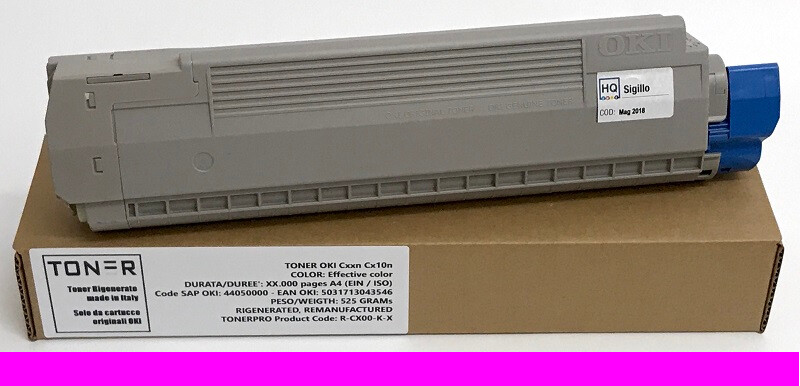 OKI
HQ Sigillo
COD: Mag 2018
TONER
Toner Rigenerato
made in Italy
Solo da cartucce
originali OKI
TONER OKI Cxxn Cx10n
COLOR: Effective color
DURATA/DUREE': XX.000 pages A4 (EIN / ISO)
Code SAP OKI: 44050000 - EAN OKI: 5031713043546
PESO/WEIGTH: 525 GRAMs
RIGENERATED, REMANUFACTURED
TONERPRO Product Code: R-CX00-K-X